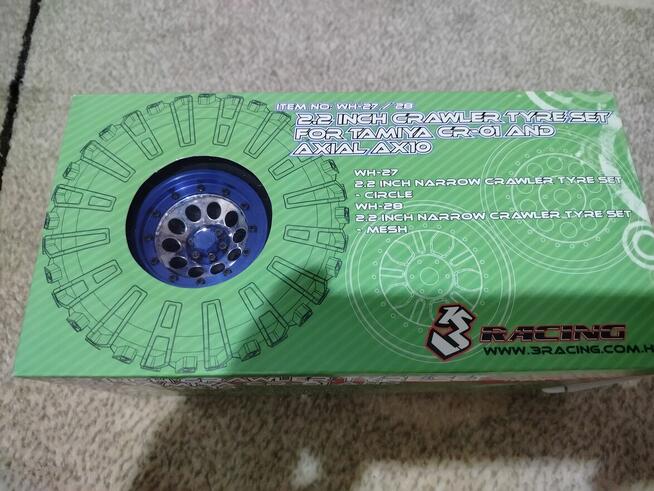 ITEM NO: WH-27 / 28
2.2 INCH CRAWLER TYRE SET
FOR TAMIYA CR-01 AND
AXIAL AX10
WH-27
2.2 INCH NARROW CRAWLER TYRE SET
- CIRCLE
WH-28
2.2 INCH NARROW CRAWLER TYRE SET
- MESH
3 RACING
WWW.3RACING.COM.H